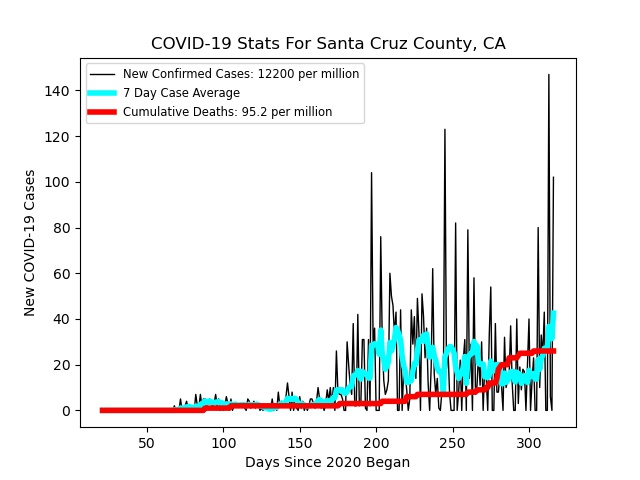 COVID-19 Stats For Santa Cruz County, CA
New Confirmed Cases: 12200 per million
7 Day Case Average
Cumulative Deaths: 95.2 per million
New COVID-19 Cases
140
120
100
80
60
40
20
0
50 100 150 200 250 300
Days Since 2020 Began